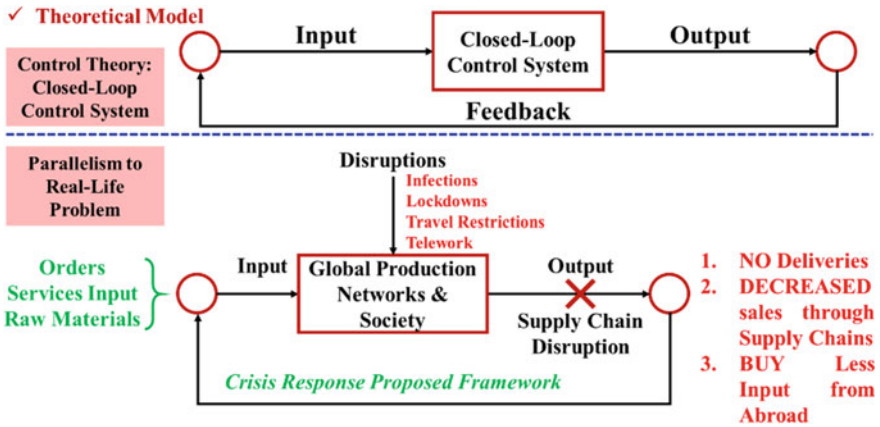 ✓ Theoretical Model
Control Theory:
Closed-Loop
Control System
Input
Closed-Loop
Control System
Output
Feedback
Parallelism to
Real-Life
Problem
Disruptions
Infections
Lockdowns
Travel Restrictions
Telework
Orders
Services Input
Raw Materials
Input
Global Production
Networks &
Society
Output
Supply Chain
Disruption
Crisis Response Proposed Framework
1. NO Deliveries
2. DECREASED
sales through
Supply Chains
3. BUY Less
Input from
Abroad